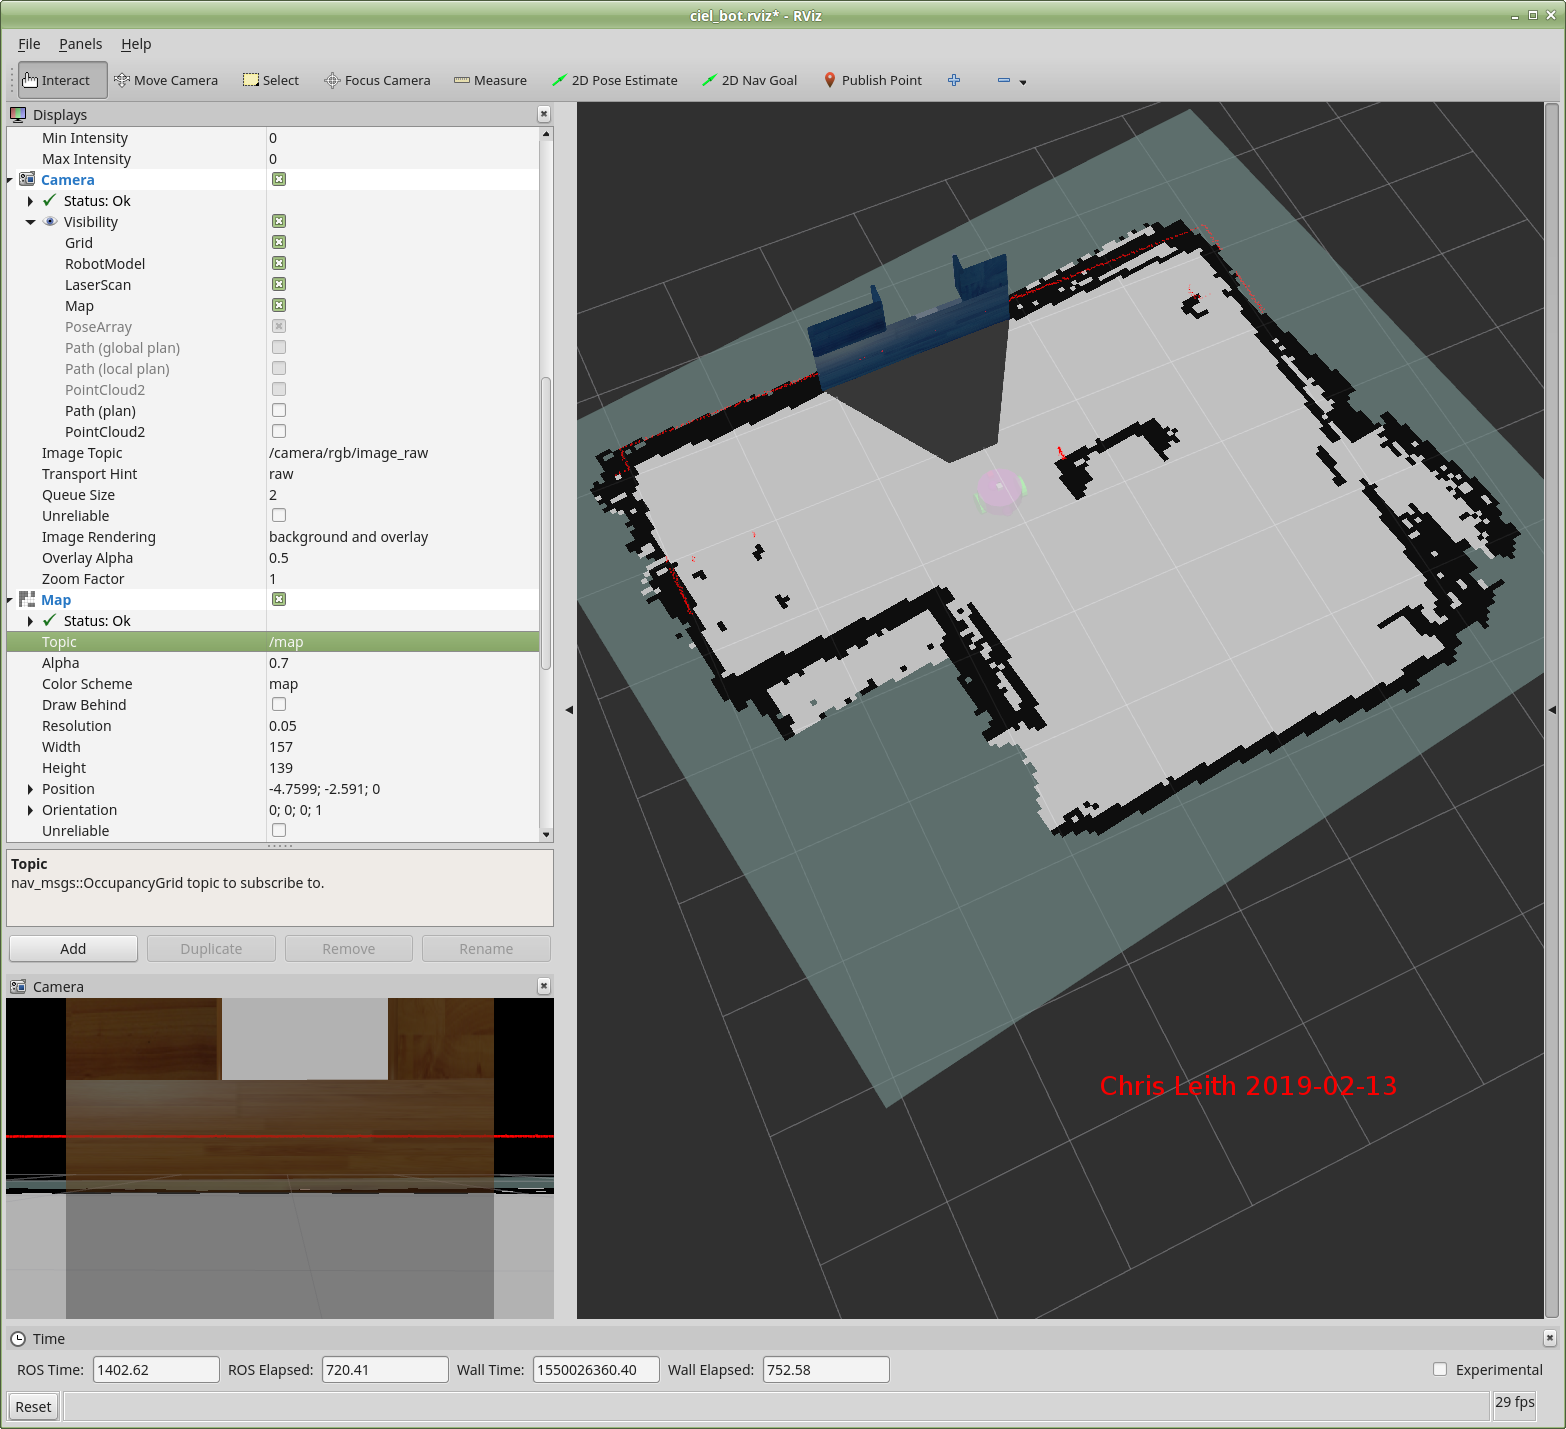 ciel_bot.rviz* - RViz
File Panels Help
Interact Move Camera Select Focus Camera Measure 2D Pose Estimate 2D Nav Goal Publish Point
Displays
Min Intensity 0
Max Intensity 0
Camera
Status: Ok
Visibility
Grid
RobotModel
LaserScan
Map
PoseArray
Path (global plan)
Path (local plan)
PointCloud2
Path (plan)
PointCloud2
Image Topic /camera/rgb/image_raw
Transport Hint raw
Queue Size 2
Unreliable
Image Rendering background and overlay
Overlay Alpha 0.5
Zoom Factor 1
Map
Status: Ok
Topic /map
Alpha 0.7
Color Scheme map
Draw Behind
Resolution 0.05
Width 157
Height 139
Position -4.7599; -2.591; 0
Orientation 0; 0; 0; 1
Unreliable
Topic
nav_msgs::OccupancyGrid topic to subscribe to.
Add Duplicate Remove Rename
Camera
Chris Leith 2019-02-13
Time
ROS Time: 1402.62 ROS Elapsed: 720.41 Wall Time: 1550026360.40 Wall Elapsed: 752.58 Experimental
Reset 29 fps